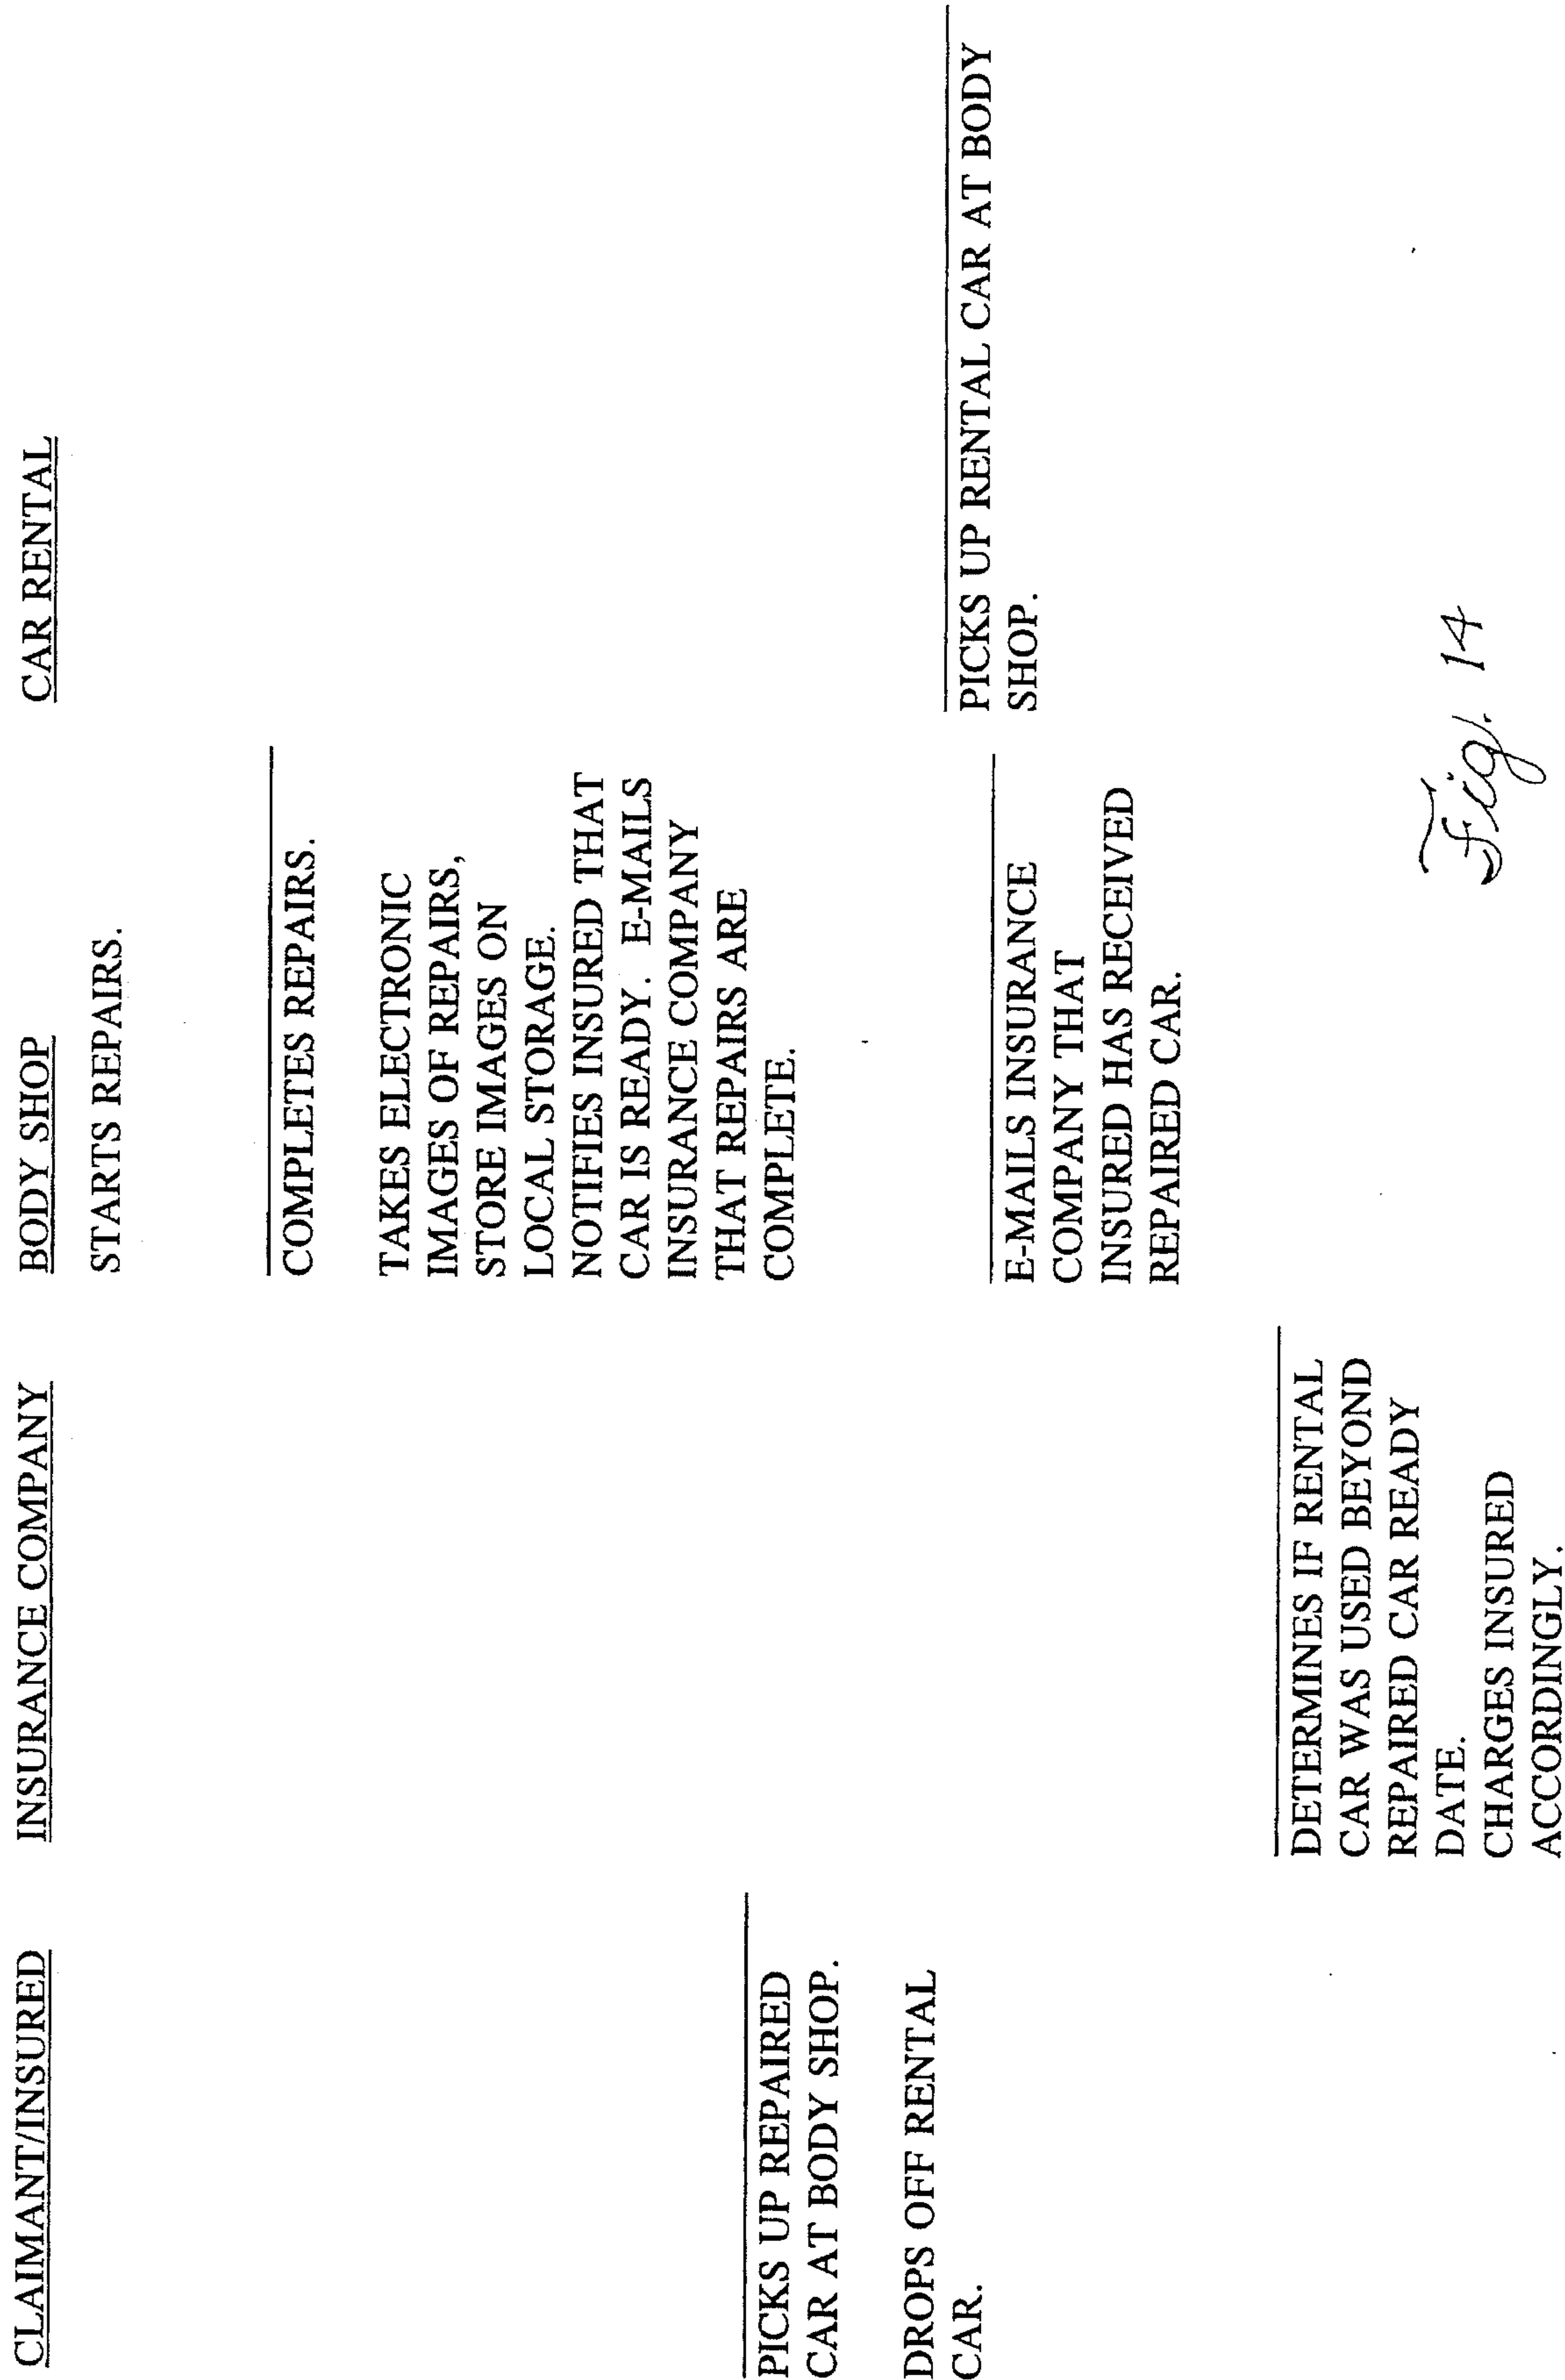 CLAIMANT/INSURED
INSURANCE COMPANY
BODY SHOP
CAR RENTAL
STARTS REPAIRS.
COMPLETES REPAIRS.
TAKES ELECTRONIC
IMAGES OF REPAIRS,
STORE IMAGES ON
LOCAL STORAGE.
NOTIFIES INSURED THAT
CAR IS READY. E-MAILS
INSURANCE COMPANY
THAT REPAIRS ARE
COMPLETE.
PICKS UP REPAIRED
CAR AT BODY SHOP.
DROPS OFF RENTAL
CAR.
PICKS UP RENTAL CAR AT BODY
SHOP.
E-MAILS INSURANCE
COMPANY THAT
INSURED HAS RECEIVED
REPAIRED CAR.
DETERMINES IF RENTAL
CAR WAS USED BEYOND
REPAIRED CAR READY
DATE.
CHARGES INSURED
ACCORDINGLY.
Fig. 14